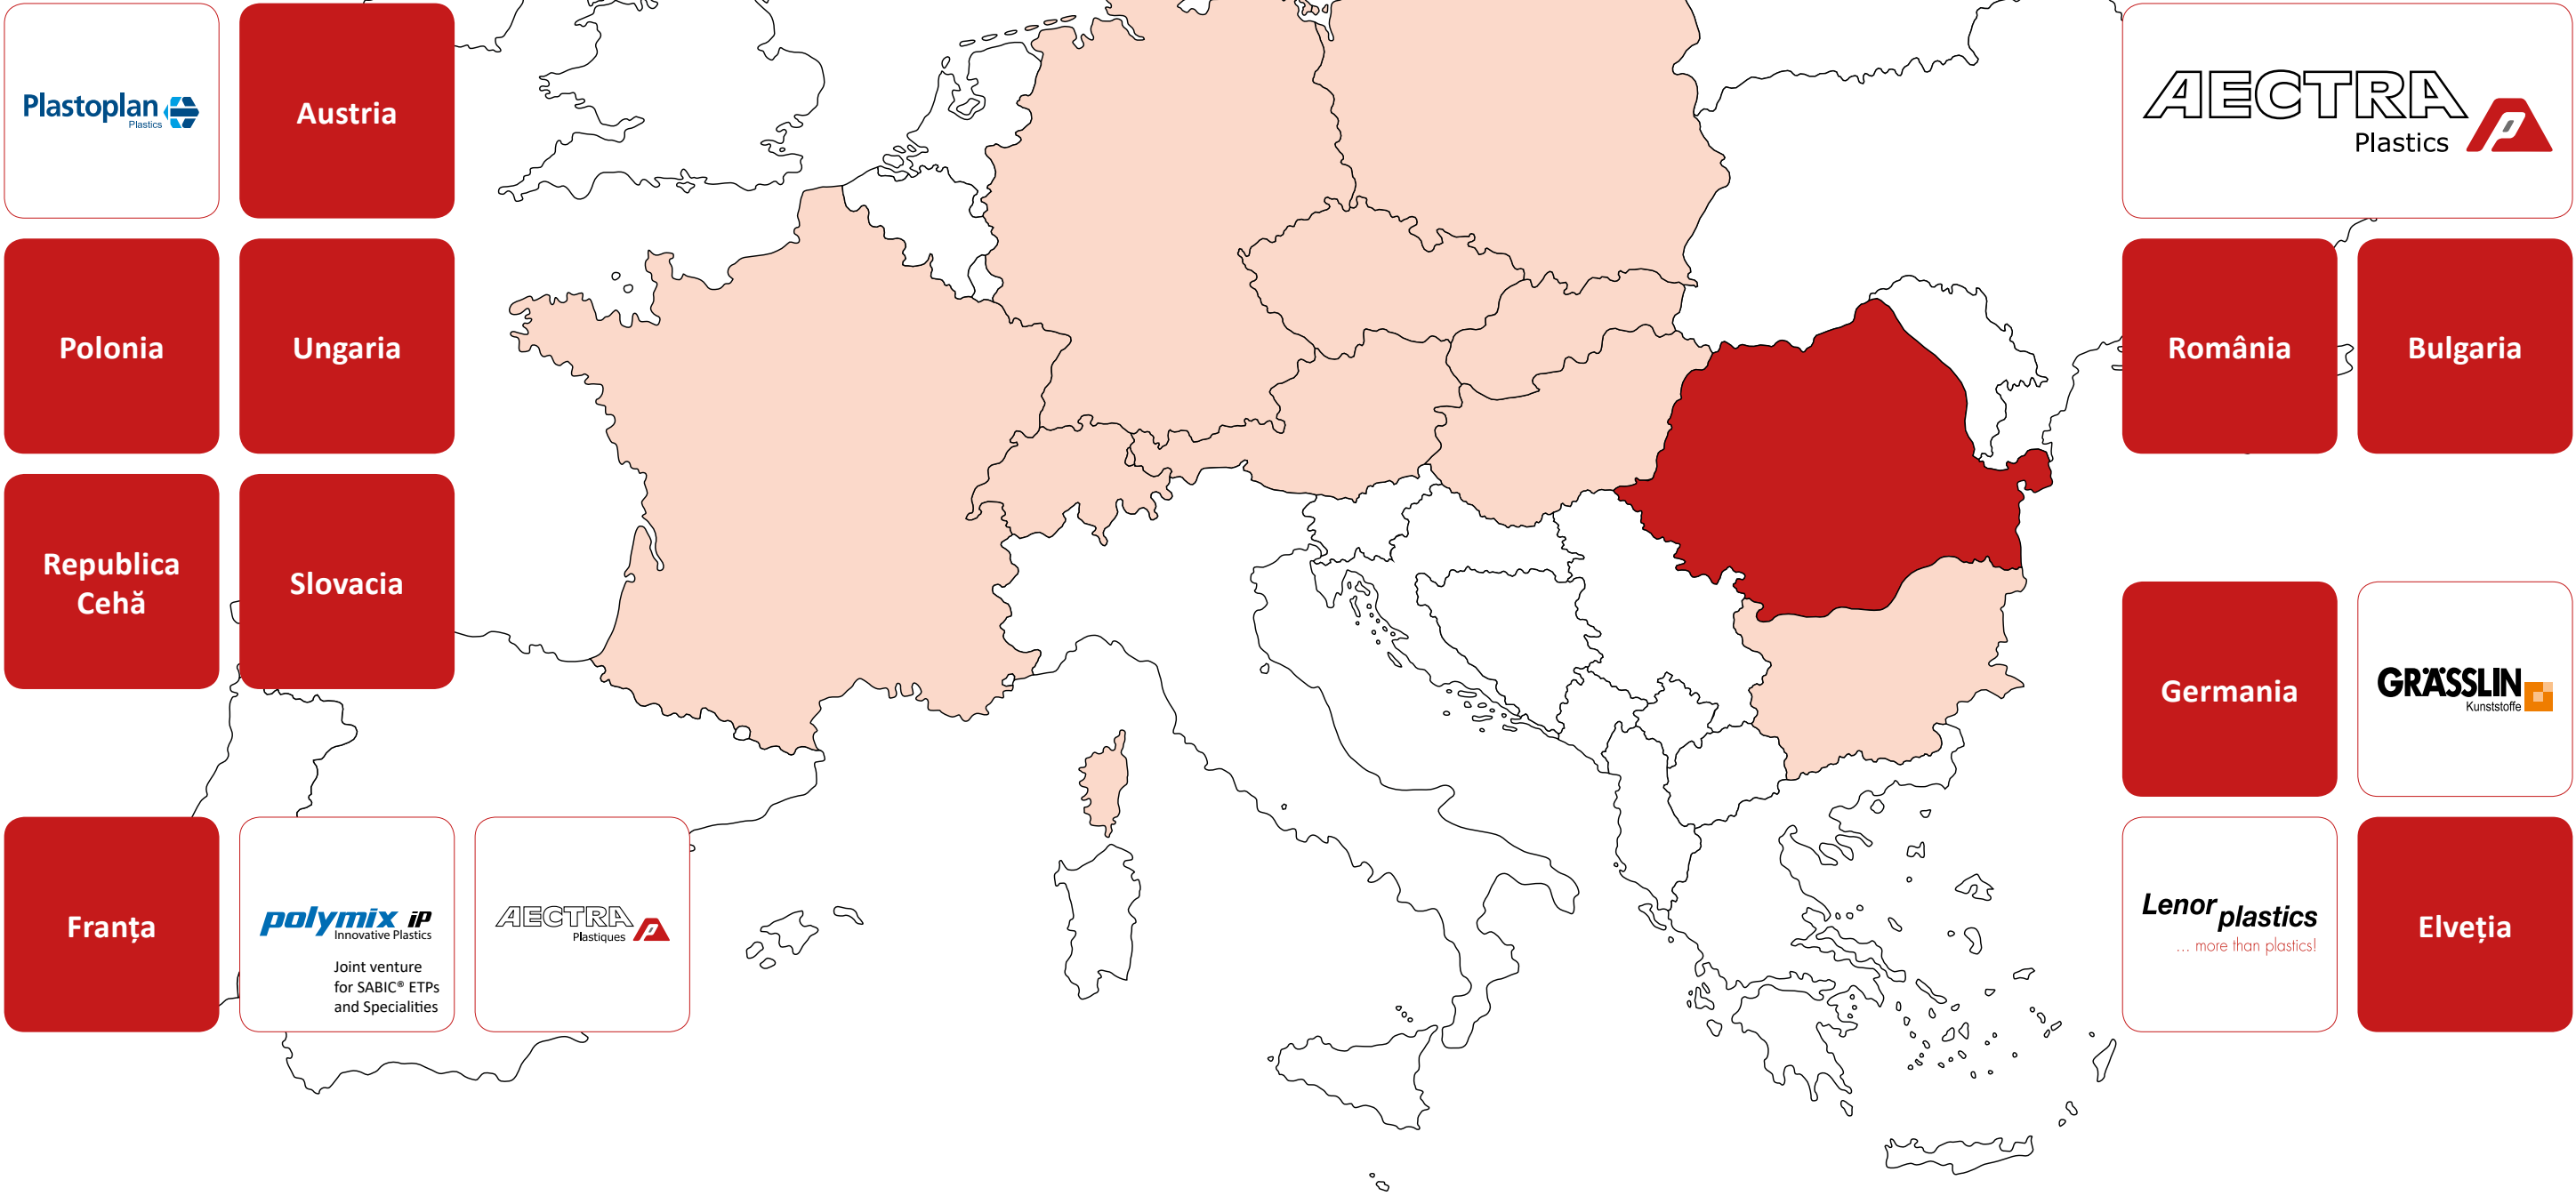 Plastoplan
Plastics
Austria
Polonia
Ungaria
Republica
Cehă
Slovacia
Franța
polymix iP
Innovative Plastics
Joint venture
for SABIC® ETPs
and Specialities
AECTRA
Plastiques
AECTRA
Plastics
România
Bulgaria
Germania
GRÄSSLIN
Kunststoffe
Lenor plastics
... more than plastics!
Elveția